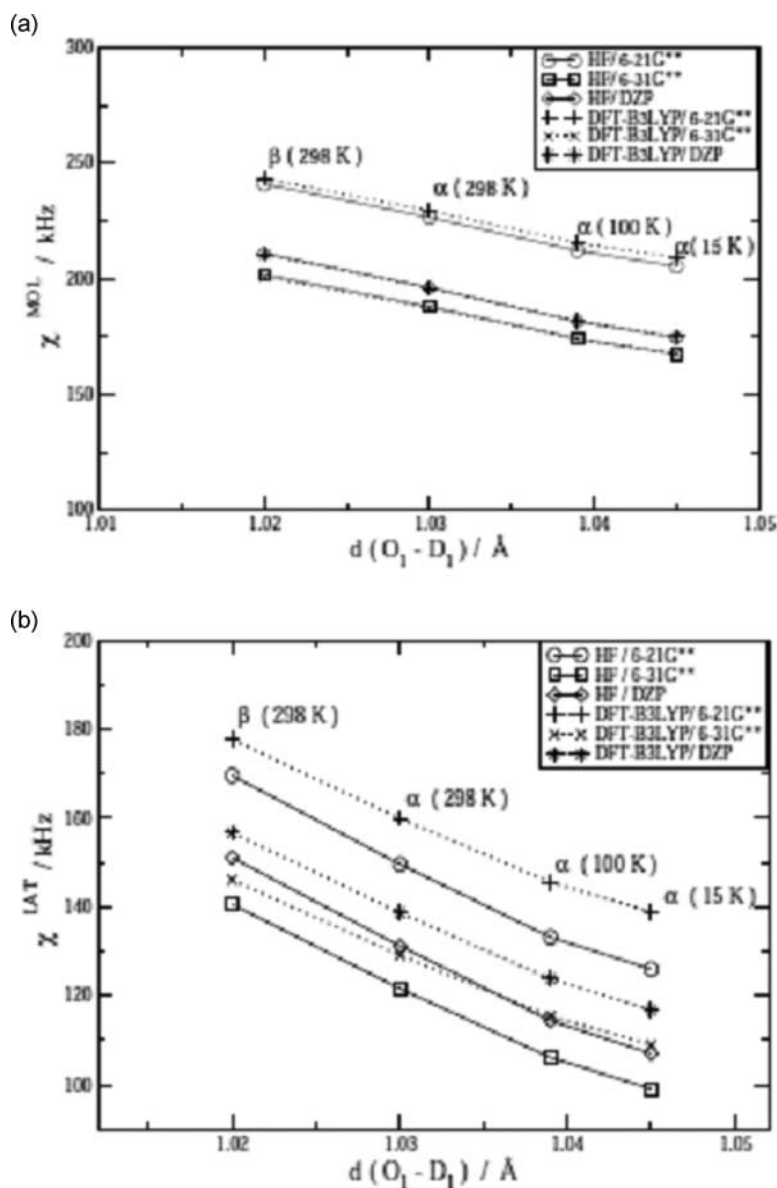 (a)
300
250
200
150
100
χ^MOL / kHz
HF/6-21G**
HF/6-31G**
HF/DZP
DFT-B3LYP/6-21G**
DFT-B3LYP/6-31G**
DFT-B3LYP/DZP
β (298 K)
α (298 K)
α (100 K)
α (15 K)
1.01 1.02 1.03 1.04 1.05
d (O₁ - D₁) / Å
(b)
200
180
160
140
120
100
χ^LAT / kHz
HF / 6-21G**
HF / 6-31G**
HF / DZP
DFT-B3LYP/6-21G**
DFT-B3LYP/6-31G**
DFT-B3LYP/DZP
β (298 K)
α (298 K)
α (100 K)
α (15 K)
1.02 1.03 1.04 1.05
d (O₁ - D₁) / Å